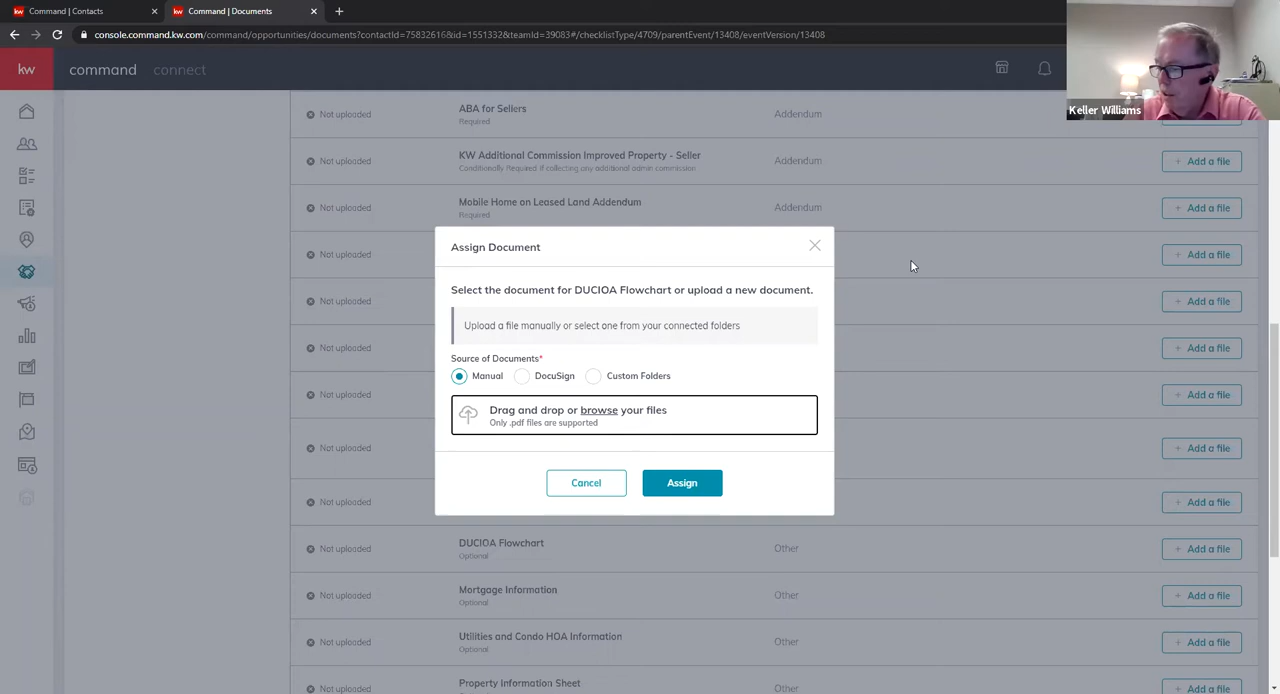 Command | Contacts
Command | Documents
console.command.kw.com/command/opportunities/documents?contactId=75832616&id=1551332&teamId=39083#/checklistType/4709/parentEvent/13408/eventVersion/13408
kw
command
connect
Keller Williams
Not uploaded
ABA for Sellers
Required
Addendum
Not uploaded
KW Additional Commission Improved Property - Seller
Conditionally Required if collecting any additional admin commission
Addendum
+ Add a file
Not uploaded
Mobile Home on Leased Land Addendum
Required
Addendum
+ Add a file
Not uploaded
+ Add a file
Not uploaded
+ Add a file
Not uploaded
+ Add a file
Not uploaded
+ Add a file
Not uploaded
+ Add a file
Not uploaded
+ Add a file
Assign Document
Select the document for DUCIOA Flowchart or upload a new document.
Upload a file manually or select one from your connected folders
Source of Documents*
Manual
DocuSign
Custom Folders
Drag and drop or browse your files
Only .pdf files are supported
Cancel
Assign
Not uploaded
DUCIOA Flowchart
Optional
Other
+ Add a file
Not uploaded
Mortgage Information
Optional
Other
+ Add a file
Not uploaded
Utilities and Condo HOA Information
Optional
Other
+ Add a file
Not uploaded
Property Information Sheet
Other
+ Add a file